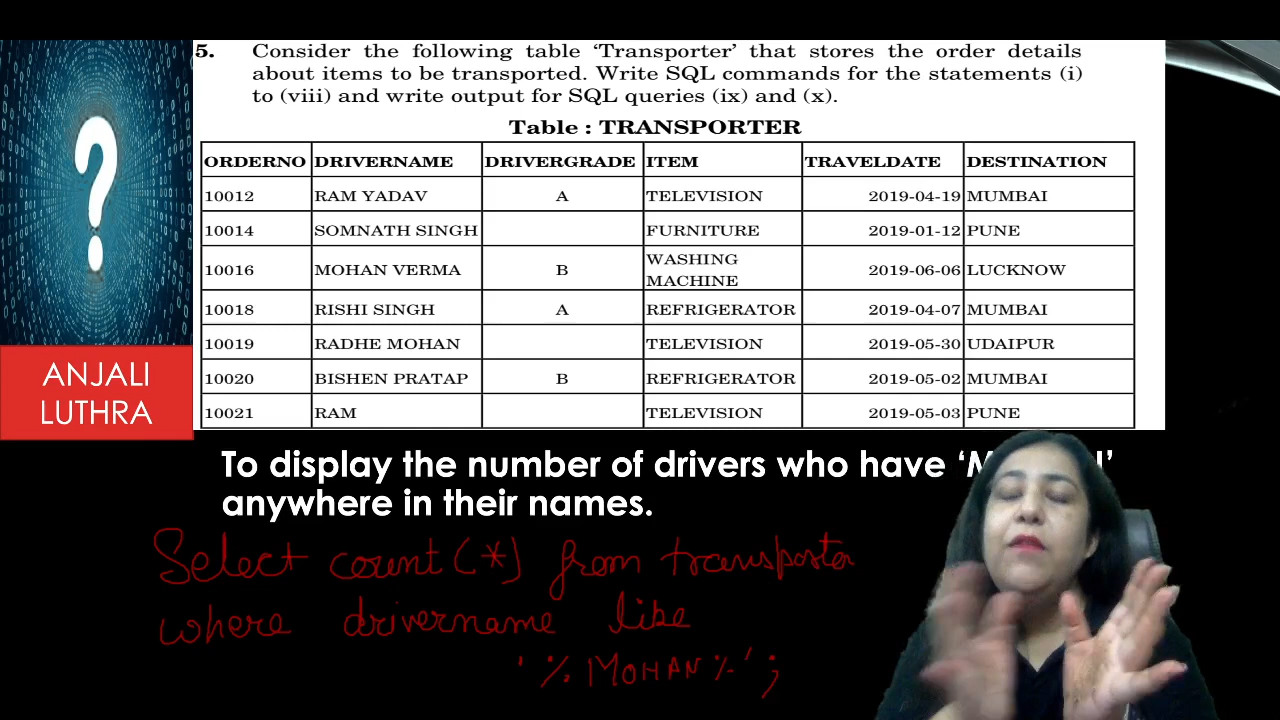 5. Consider the following table ‘Transporter’ that stores the order details
about items to be transported. Write SQL commands for the statements (i)
to (viii) and write output for SQL queries (ix) and (x).
Table : TRANSPORTER
ORDERNO DRIVERNAME DRIVERGRADE ITEM TRAVELDATE DESTINATION
10012 RAM YADAV A TELEVISION 2019-04-19 MUMBAI
10014 SOMNATH SINGH FURNITURE 2019-01-12 PUNE
10016 MOHAN VERMA B WASHING MACHINE 2019-06-06 LUCKNOW
10018 RISHI SINGH A REFRIGERATOR 2019-04-07 MUMBAI
10019 RADHE MOHAN TELEVISION 2019-05-30 UDAIPUR
10020 BISHEN PRATAP B REFRIGERATOR 2019-05-02 MUMBAI
10021 RAM TELEVISION 2019-05-03 PUNE
ANJALI
LUTHRA
To display the number of drivers who have
anywhere in their names.
Select count(*) from transporter
where drivername like
'%MOHAN%';